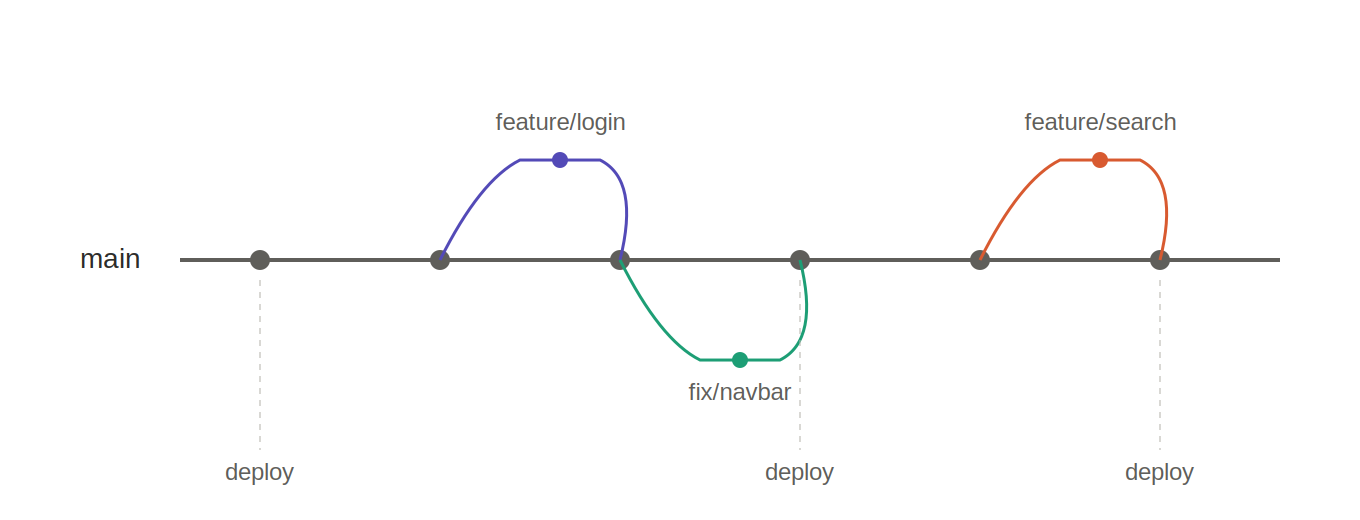 feature/login
feature/search
main
fix/navbar
deploy
deploy
deploy